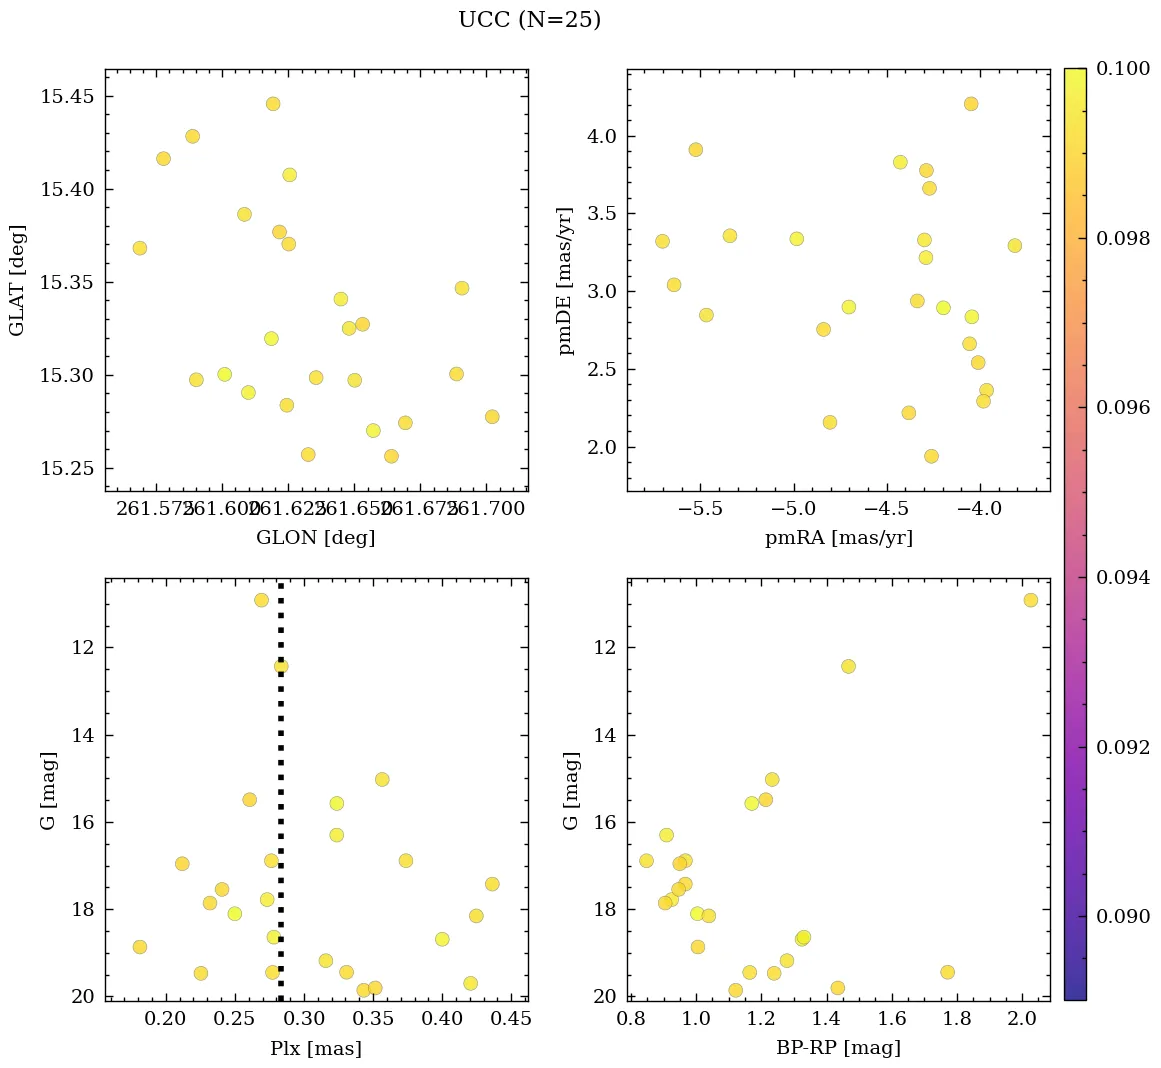 UCC (N=25)
15.45
15.40
15.35
15.30
15.25
GLAT [deg]
261.575 261.600 261.625 261.650 261.675 261.700
GLON [deg]
4.0
3.5
3.0
2.5
2.0
pmDE [mas/yr]
−5.5 −5.0 −4.5 −4.0
pmRA [mas/yr]
0.100
0.098
0.096
0.094
0.092
0.090
12
14
16
18
20
G [mag]
0.20 0.25 0.30 0.35 0.40 0.45
Plx [mas]
12
14
16
18
20
G [mag]
0.8 1.0 1.2 1.4 1.6 1.8 2.0
BP-RP [mag]